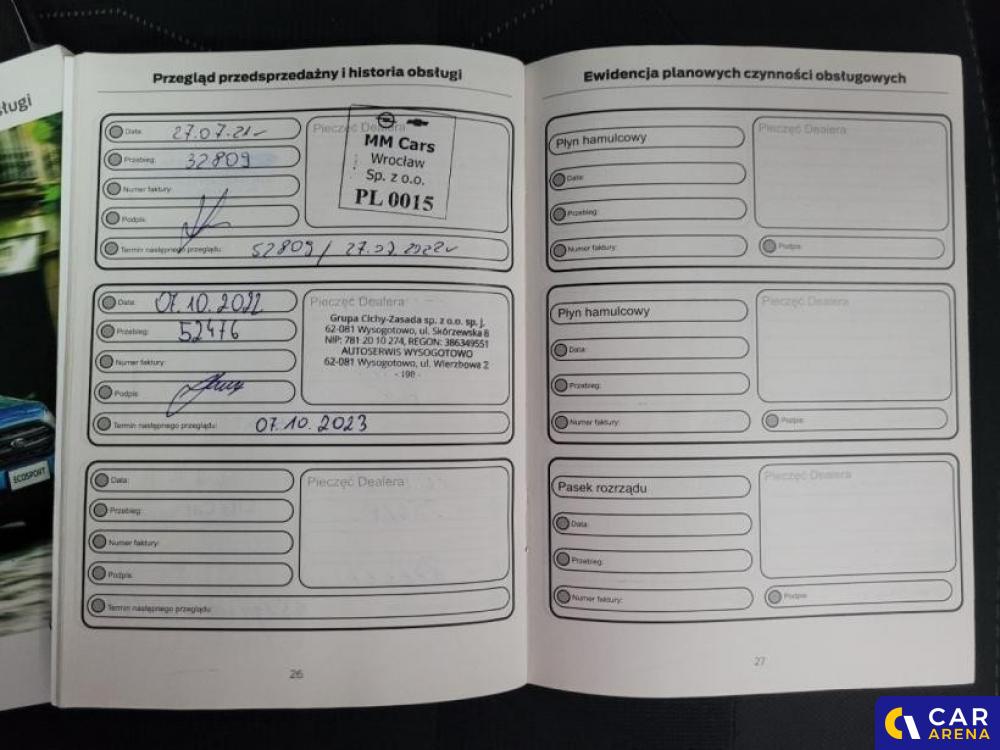 sługi
ECOSPORT
Przegląd przedsprzedażny i historia obsługi
Data: 27.07.21
Przebieg: 32809
Numer faktury:
Podpis:
Termin następnego przeglądu: 52809 / 27.07.2022
Pieczęć Dealera
MM Cars
Wrocław
Sp. z o.o.
PL 0015
Data: 07.10.2022
Przebieg: 52476
Numer faktury:
Podpis
Termin następnego przeglądu: 07.10.2023
Pieczęć Dealera
Grupa Cichy-Zasada sp. z o.o. sp. j.
62-081 Wysogotowo, ul. Skórzewska 8
NIP: 781 20 10 274, REGON: 386349551
AUTOSERWIS WYSOGOTOWO
62-081 Wysogotowo, ul. Wierzbowa 2
- 198 -
Data:
Przebieg:
Numer faktury:
Podpis:
Termin następnego przeglądu:
Pieczęć Dealera
26
Ewidencja planowych czynności obsługowych
Płyn hamulcowy
Data:
Przebieg:
Numer faktury:
Pieczęć Dealera
Podpis
Płyn hamulcowy
Data:
Przebieg:
Numer faktury:
Pieczęć Dealera
Podpis:
Pasek rozrządu
Data:
Przebieg:
Numer faktury:
Pieczęć Dealera
Podpis
27
CAR
ARENA